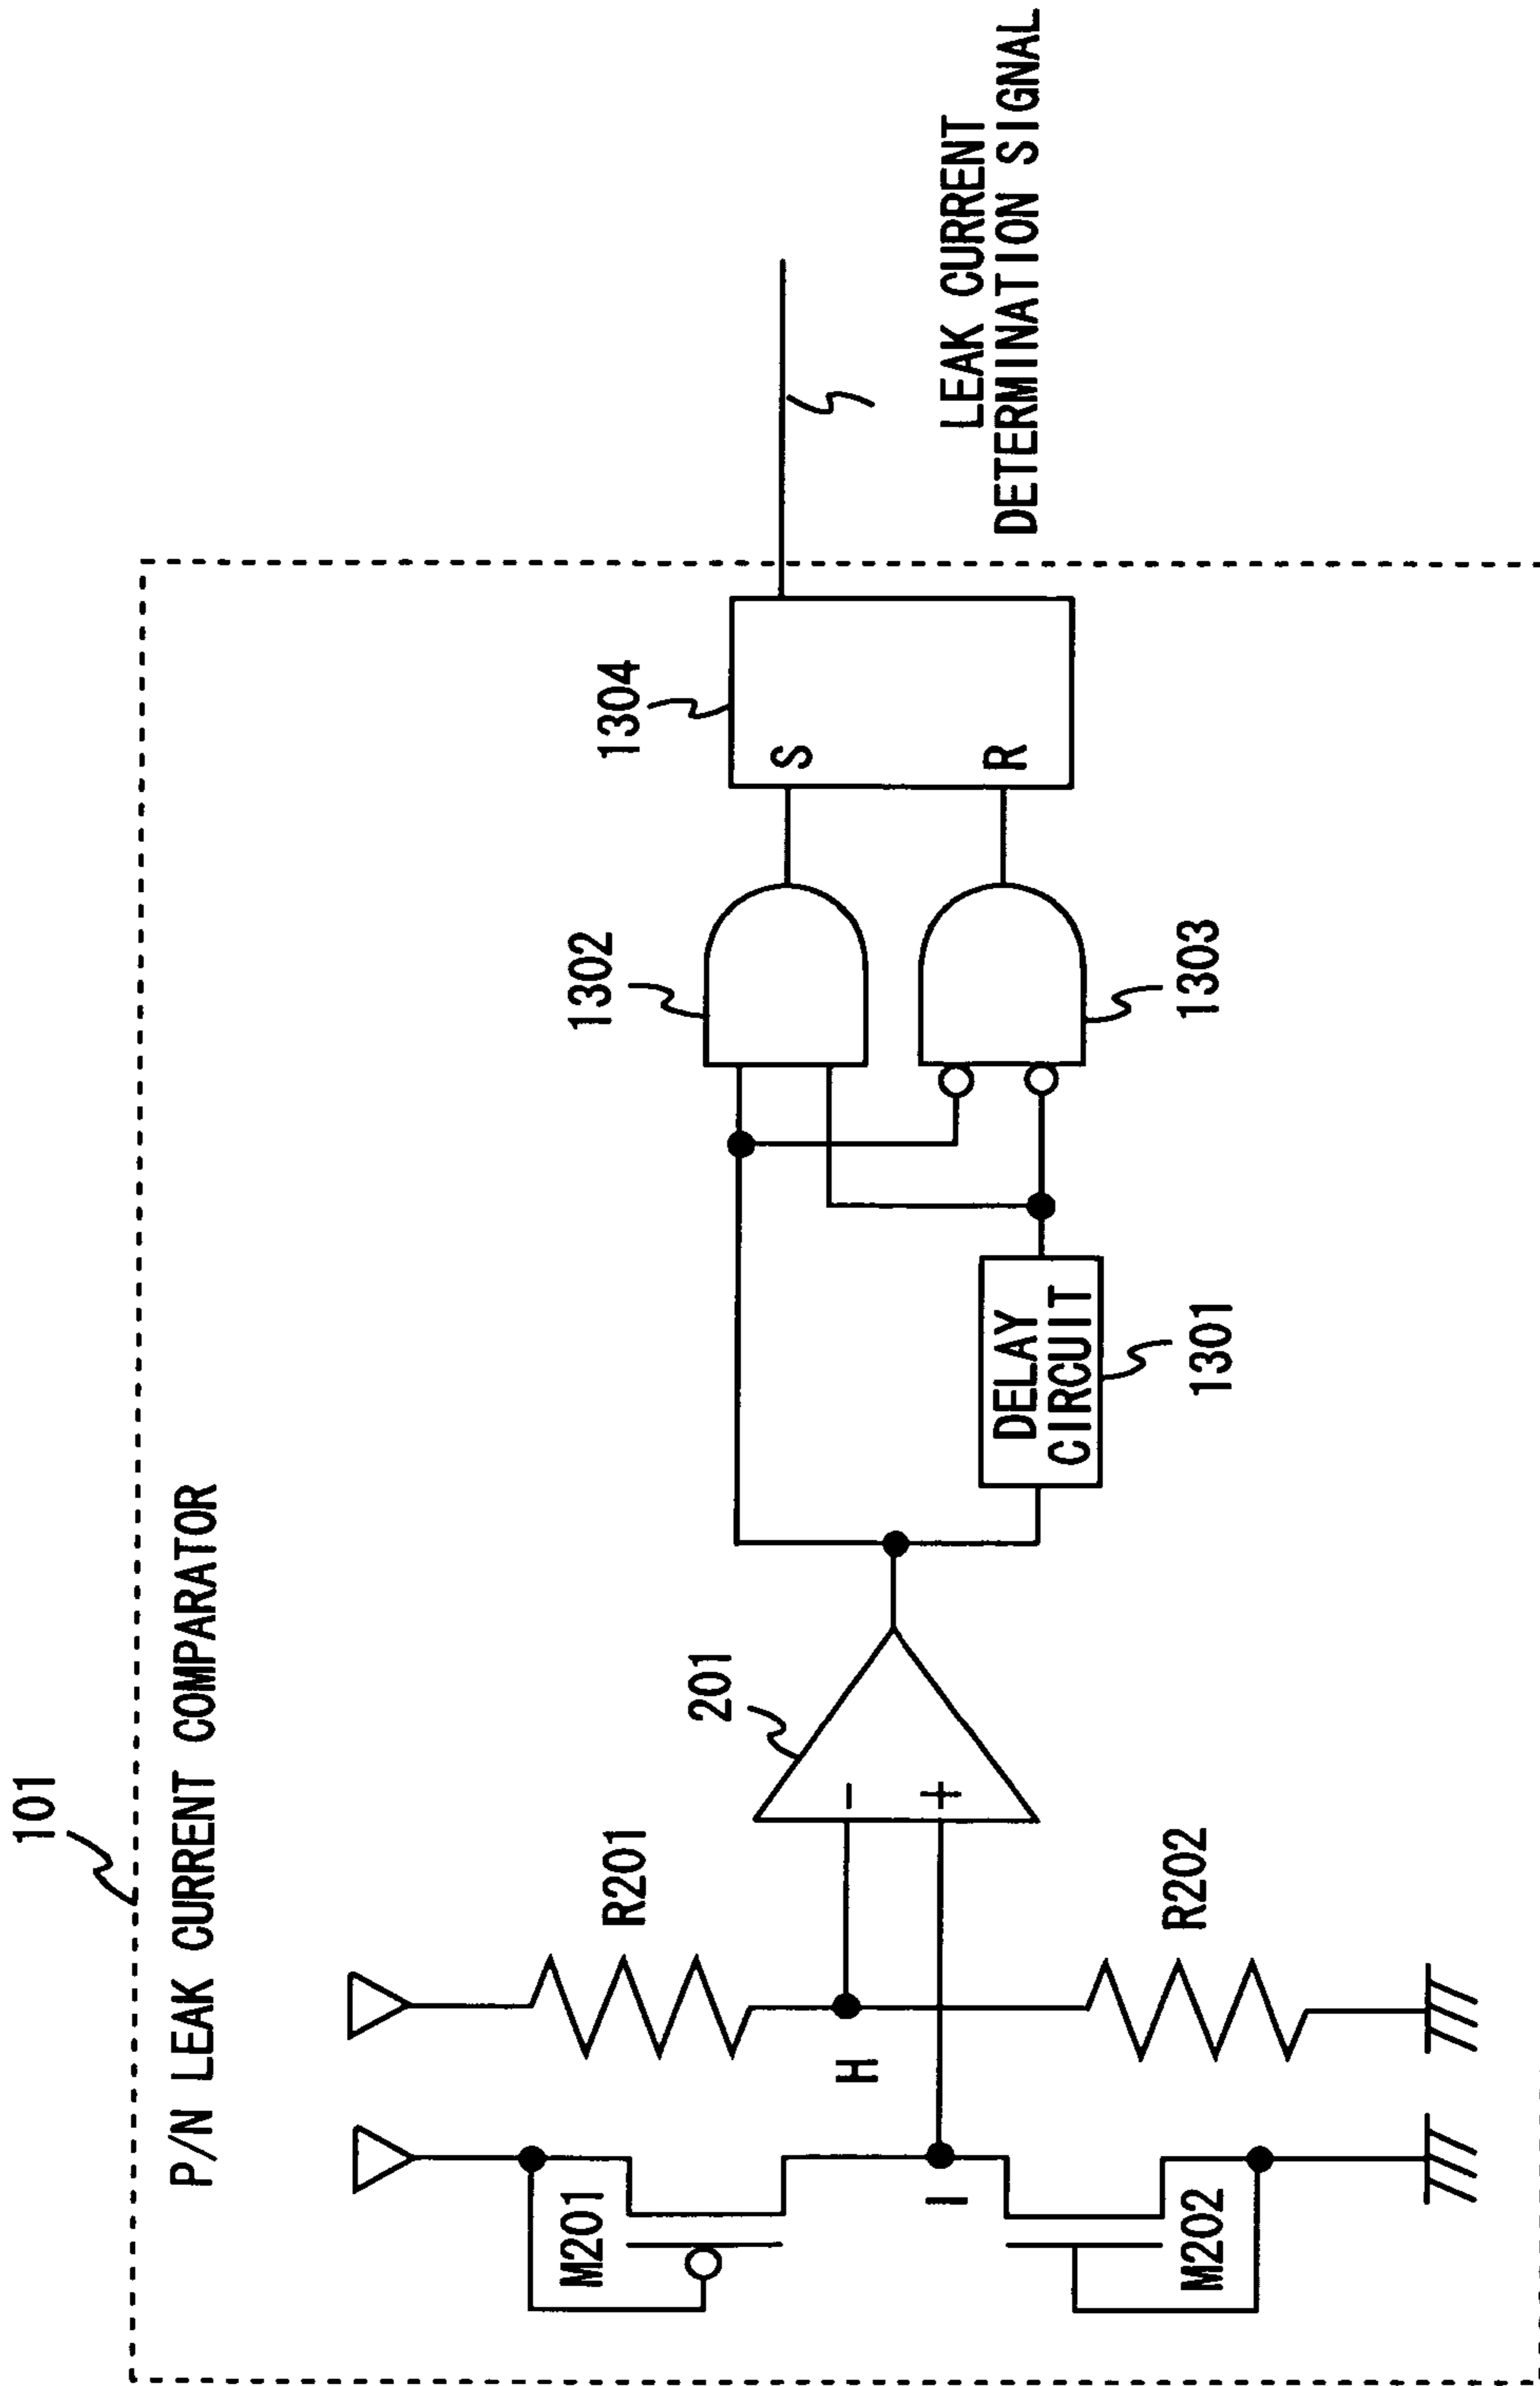 101
P/N LEAK CURRENT COMPARATOR
M201
M202
I
H
R201
R202
201
−
+
DELAY
CIRCUIT
1301
1302
1303
1304
S
R
LEAK CURRENT
DETERMINATION SIGNAL